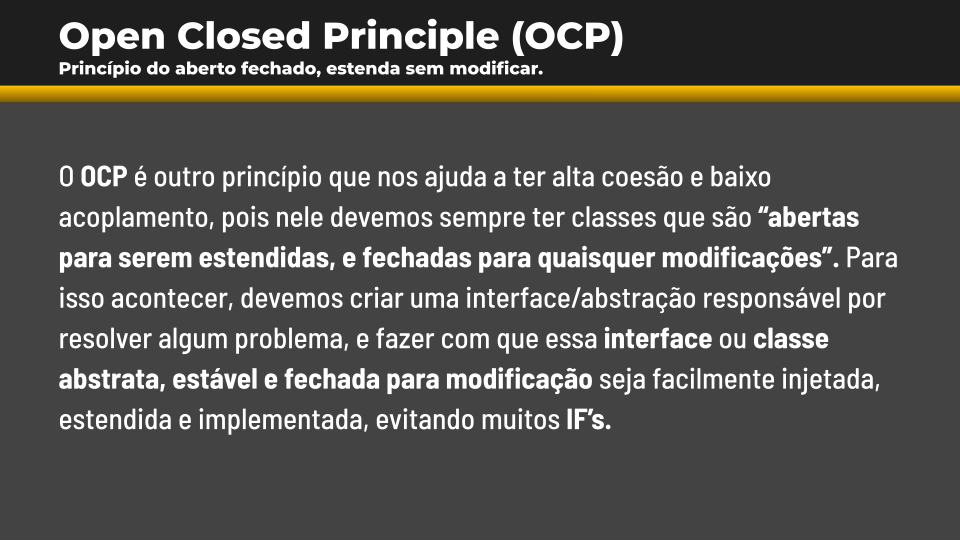 Open Closed Principle (OCP)
Princípio do aberto fechado, estenda sem modificar.
O OCP é outro princípio que nos ajuda a ter alta coesão e baixo
acoplamento, pois nele devemos sempre ter classes que são “abertas
para serem estendidas, e fechadas para quaisquer modificações”. Para
isso acontecer, devemos criar uma interface/abstração responsável por
resolver algum problema, e fazer com que essa interface ou classe
abstrata, estável e fechada para modificação seja facilmente injetada,
estendida e implementada, evitando muitos IF’s.